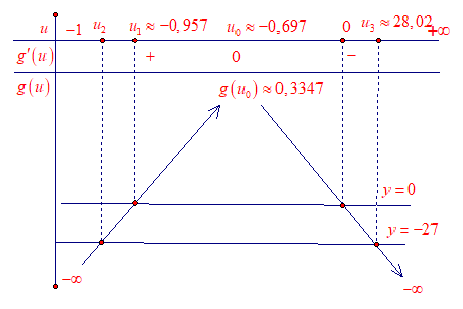 u −1 u₂ u₁ ≈ −0,957 u₀ ≈ −0,697 0 u₃ ≈ 28,02 +∞
g′(u) + 0 −
g(u) g(u₀) ≈ 0,3347
y = 0
y = −27
−∞ −∞